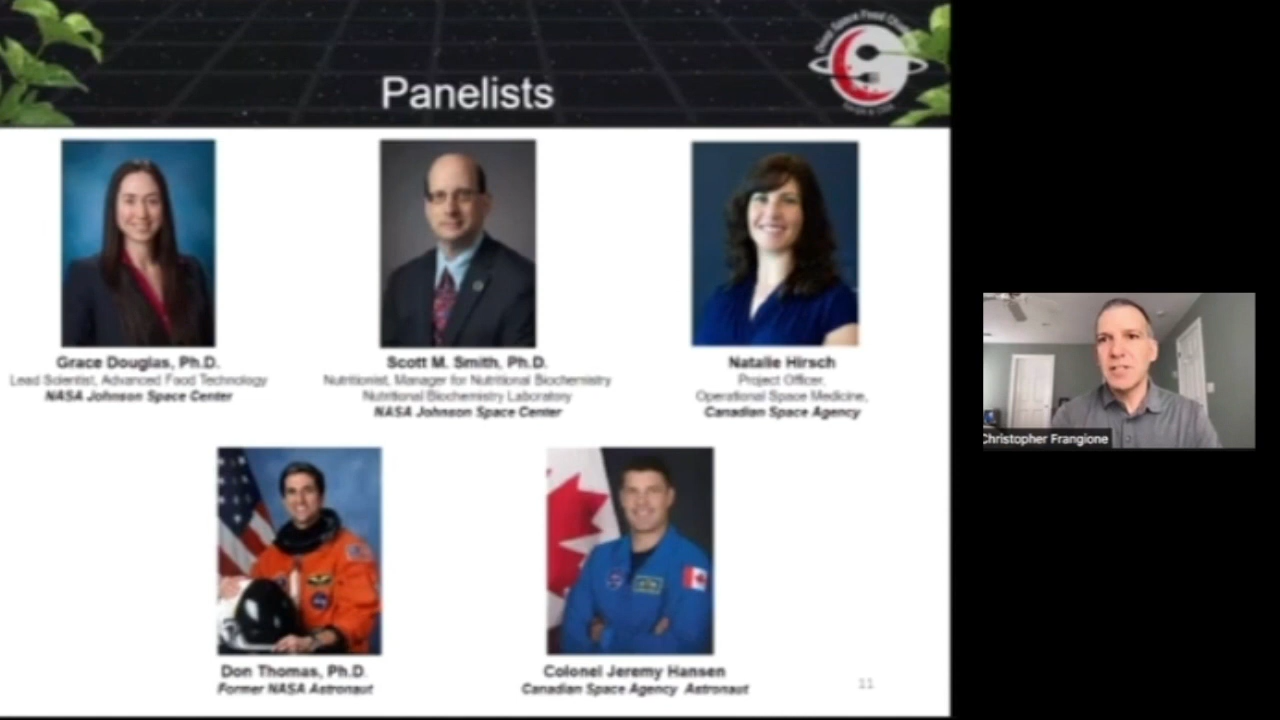 Panelists
Grace Douglas, Ph.D.
Lead Scientist, Advanced Food Technology
NASA Johnson Space Center
Scott M. Smith, Ph.D.
Nutritionist, Manager for Nutritional Biochemistry
Nutritional Biochemistry Laboratory
NASA Johnson Space Center
Natalie Hirsch
Project Officer,
Operational Space Medicine,
Canadian Space Agency
Christopher Frangione
Don Thomas, Ph.D.
Former NASA Astronaut
Colonel Jeremy Hansen
Canadian Space Agency Astronaut
11